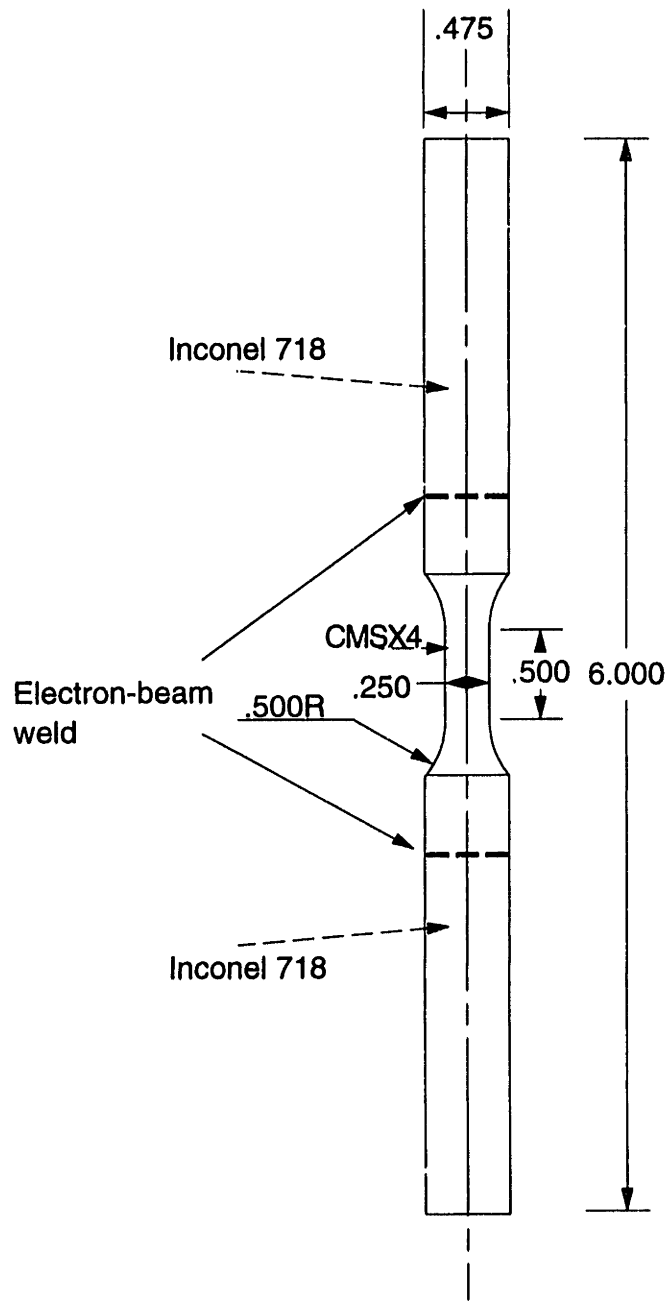 .475
Inconel 718
CMSX4
.250
.500
6.000
Electron-beam
weld
.500R
Inconel 718